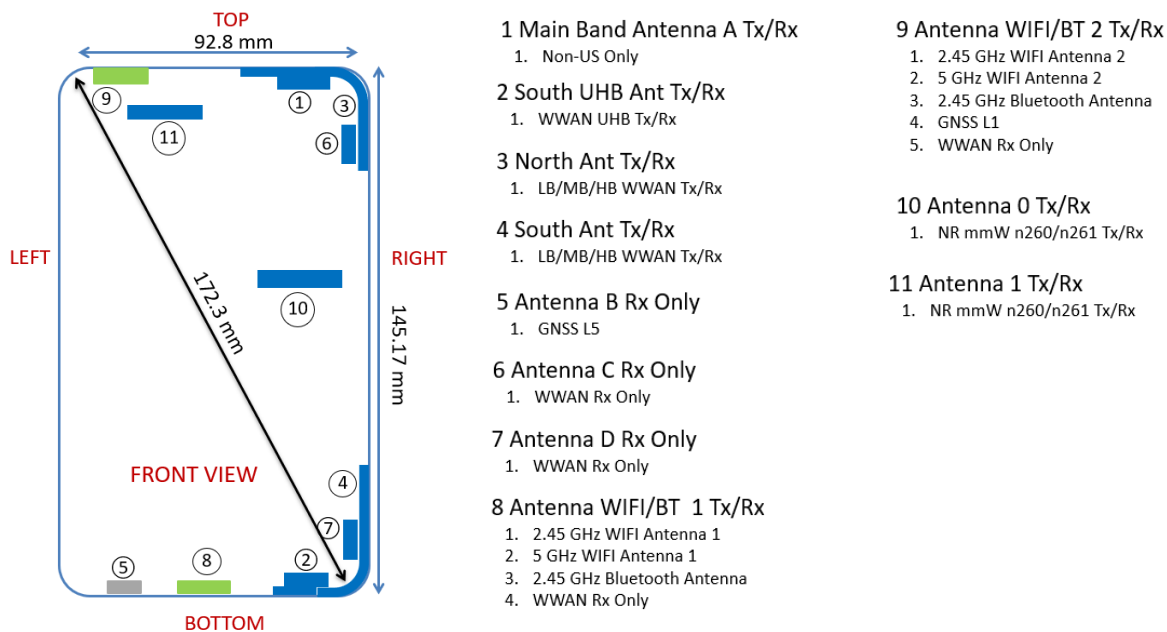 TOP
92.8 mm
9
1
3
11
6
LEFT
RIGHT
172.3 mm
10
145.17 mm
FRONT VIEW
4
7
5
8
2
BOTTOM
1 Main Band Antenna A Tx/Rx
1. Non-US Only
2 South UHB Ant Tx/Rx
1. WWAN UHB Tx/Rx
3 North Ant Tx/Rx
1. LB/MB/HB WWAN Tx/Rx
4 South Ant Tx/Rx
1. LB/MB/HB WWAN Tx/Rx
5 Antenna B Rx Only
1. GNSS L5
6 Antenna C Rx Only
1. WWAN Rx Only
7 Antenna D Rx Only
1. WWAN Rx Only
8 Antenna WIFI/BT 1 Tx/Rx
1. 2.45 GHz WIFI Antenna 1
2. 5 GHz WIFI Antenna 1
3. 2.45 GHz Bluetooth Antenna
4. WWAN Rx Only
9 Antenna WIFI/BT 2 Tx/Rx
1. 2.45 GHz WIFI Antenna 2
2. 5 GHz WIFI Antenna 2
3. 2.45 GHz Bluetooth Antenna
4. GNSS L1
5. WWAN Rx Only
10 Antenna 0 Tx/Rx
1. NR mmW n260/n261 Tx/Rx
11 Antenna 1 Tx/Rx
1. NR mmW n260/n261 Tx/Rx